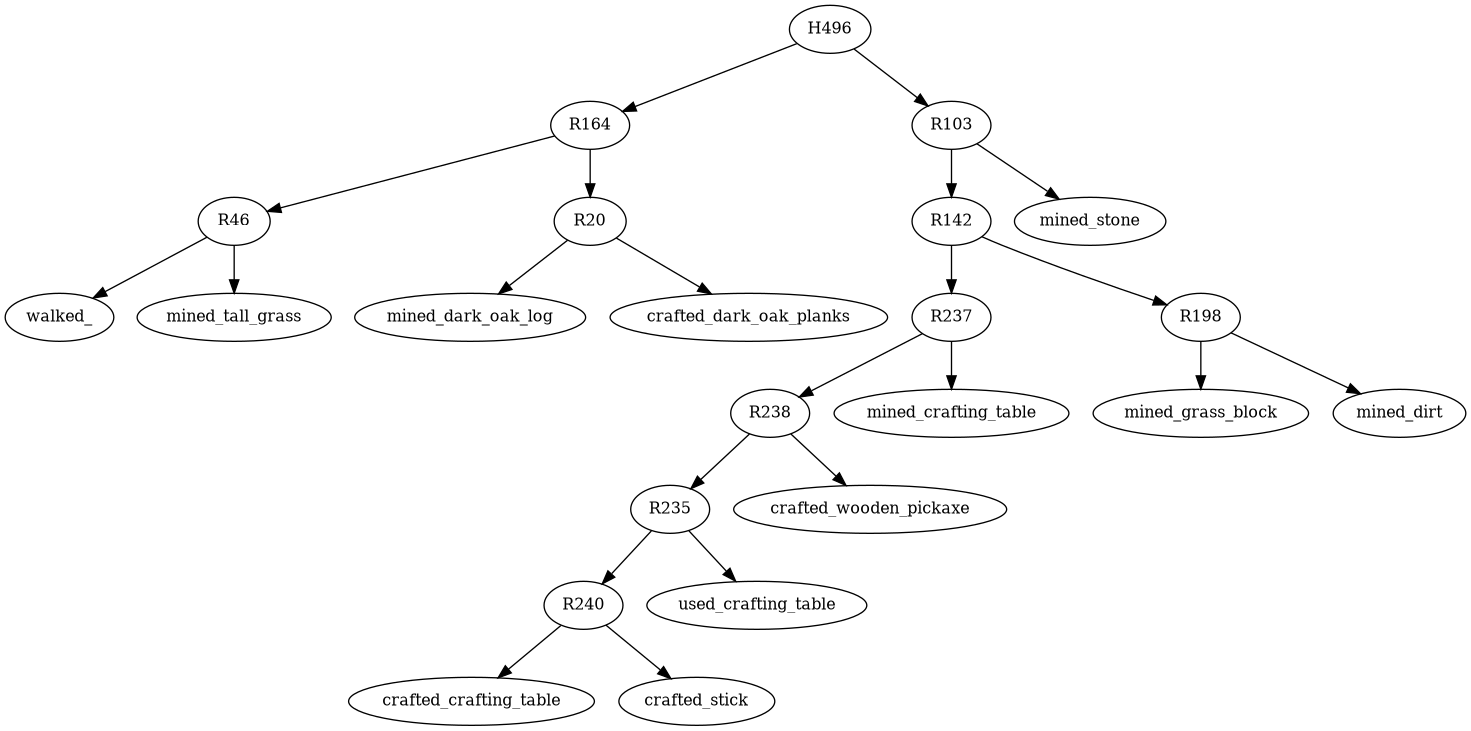 H496
R164
R103
R46
R20
R142
mined_stone
walked_
mined_tall_grass
mined_dark_oak_log
crafted_dark_oak_planks
R237
R198
R238
mined_crafting_table
mined_grass_block
mined_dirt
R235
crafted_wooden_pickaxe
R240
used_crafting_table
crafted_crafting_table
crafted_stick